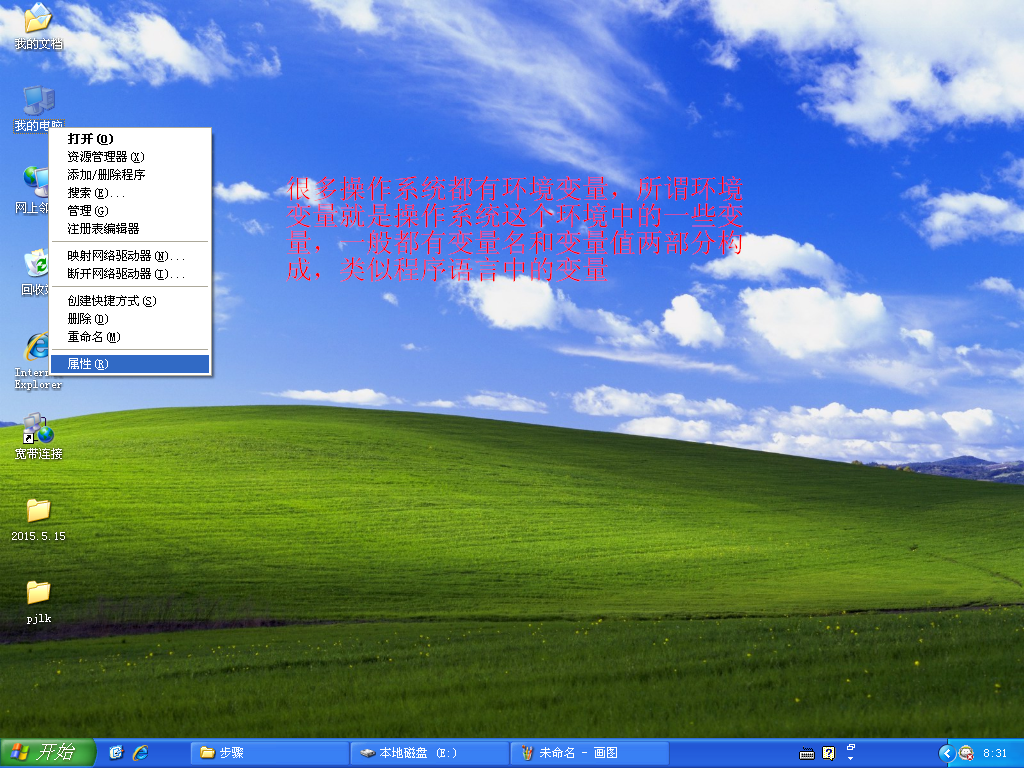 我的文档
我的电脑
打开(O)
资源管理器(X)
添加/删除程序
搜索(E)...
管理(G)
注册表编辑器
映射网络驱动器(N)...
断开网络驱动器(I)...
创建快捷方式(S)
删除(D)
重命名(M)
属性(R)
很多操作系统都有环境变量，所谓环境
变量就是操作系统这个环境中的一些变
量，一般都有变量名和变量值两部分构
成，类似程序语言中的变量
网上邻
回收
Intern
Explorer
宽带连接
2015.5.15
pjlk
开始
步骤
本地磁盘 (E:)
未命名 - 画图
8:31